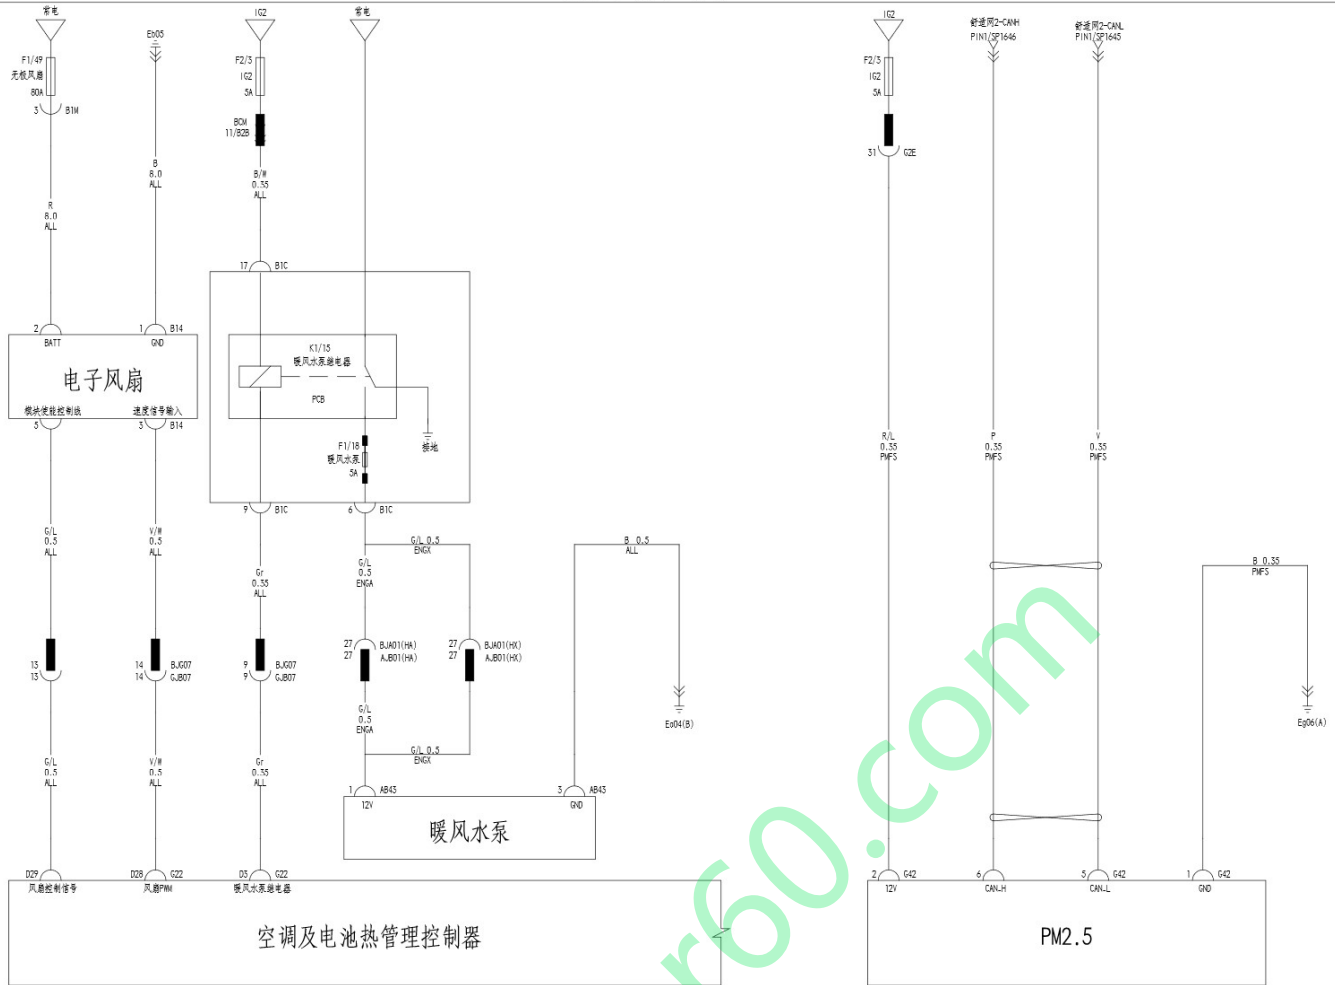 常电
IG2
常电
IG2
舒适网2-CANH
PIN1/SP1646
舒适网2-CANL
PIN1/SP1645
Eb05
F1/49
无极风扇
80A
3 B1M
F2/3
IG2
5A
BCM
11/B2B
F2/3
IG2
5A
31 G2E
B
8.0
ALL
B/W
0.35
ALL
R
8.0
ALL
17 B1C
2
BATT
1 B14
GND
电子风扇
模块使能控制线
速度信号输入
5
3 B14
K1/15
暖风水泵继电器
PCB
接地
F1/18
暖风水泵
5A
9 B1C
6 B1C
R/L
0.35
PMFS
P
0.35
PMFS
V
0.35
PMFS
G/L
0.5
ALL
V/W
0.5
ALL
Gr
0.35
ALL
G/L
0.5
ENGA
G/L 0.5
ENGX
B 0.5
ALL
B 0.35
PMFS
13
13
14 BJG07
14 GJB07
9 BJG07
9 GJB07
27 BJA01(HA)
27 AJB01(HA)
27 BJA01(HX)
27 AJB01(HX)
G/L
0.5
ENGA
Eo04(B)
Eg06(A)
G/L
0.5
ALL
V/W
0.5
ALL
Gr
0.35
ALL
G/L 0.5
ENGX
1 AB43
12V
3 AB43
GND
暖风水泵
D29
风扇控制信号
D28 G22
风扇PWM
D5 G22
暖风水泵继电器
空调及电池热管理控制器
2 G42
12V
6
CAN_H
5 G42
CAN_L
1 G42
GND
PM2.5
r60.com